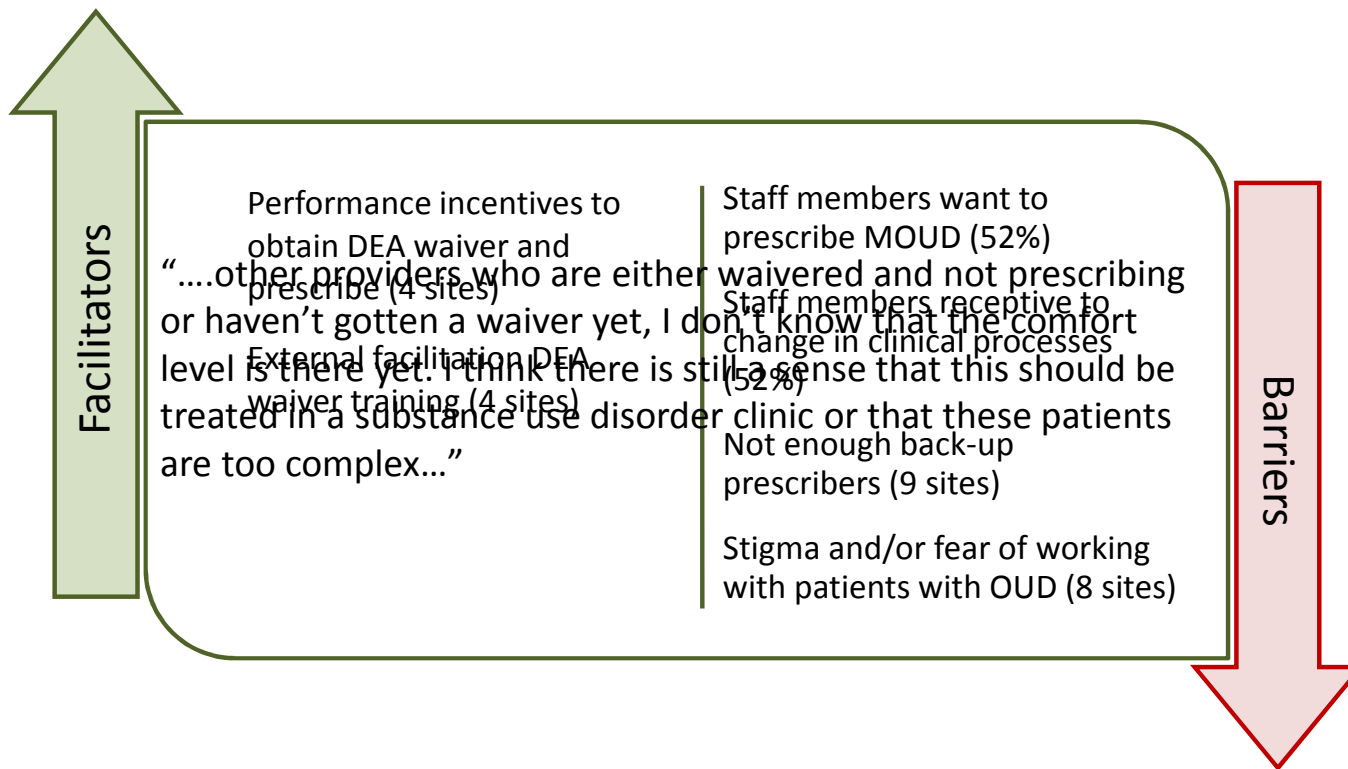 Facilitators
Performance incentives to
obtain DEA waiver and
prescribe (4 sites)
External facilitation DEA
waiver training (4 sites)
“....other providers who are either waivered and not prescribing
or haven’t gotten a waiver yet, I don’t know that the comfort
level is there yet. I think there is still a sense that this should be
treated in a substance use disorder clinic or that these patients
are too complex…”
Staff members want to
prescribe MOUD (52%)
Staff members receptive to
change in clinical processes
(52%)
Not enough back-up
prescribers (9 sites)
Stigma and/or fear of working
with patients with OUD (8 sites)
Barriers